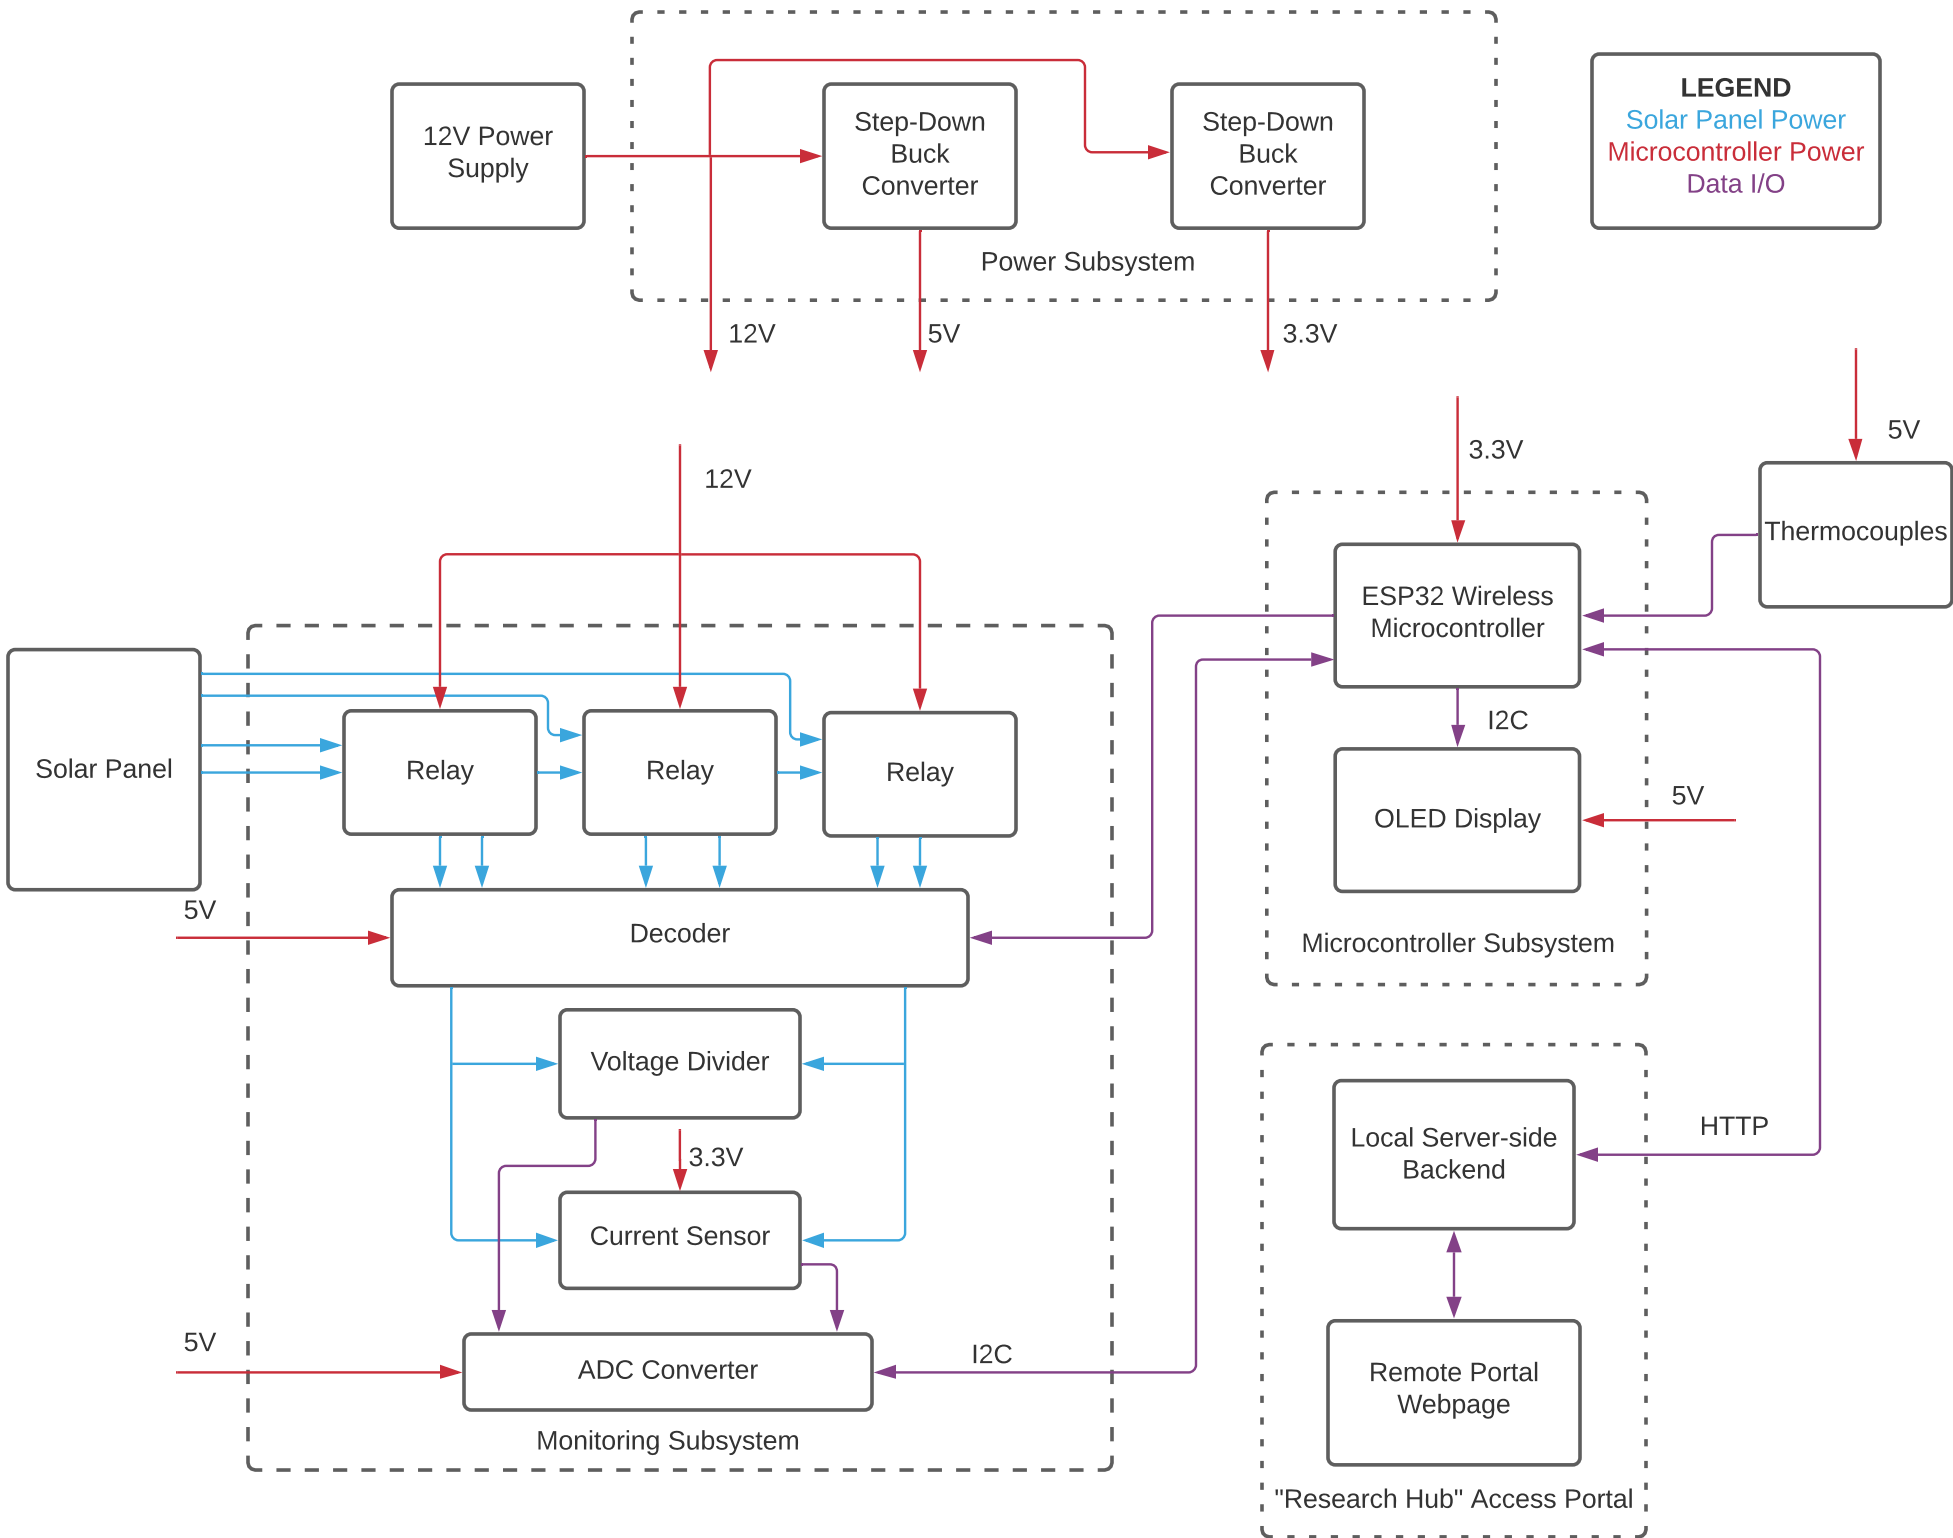 12V Power
Supply
Step-Down
Buck
Converter
Step-Down
Buck
Converter
Power Subsystem
LEGEND
Solar Panel Power
Microcontroller Power
Data I/O
12V
5V
3.3V
5V
3.3V
12V
Thermocouples
ESP32 Wireless
Microcontroller
I2C
OLED Display
5V
Microcontroller Subsystem
Solar Panel
Relay
Relay
Relay
5V
Decoder
Voltage Divider
3.3V
Current Sensor
5V
ADC Converter
I2C
Monitoring Subsystem
HTTP
Local Server-side
Backend
Remote Portal
Webpage
"Research Hub" Access Portal